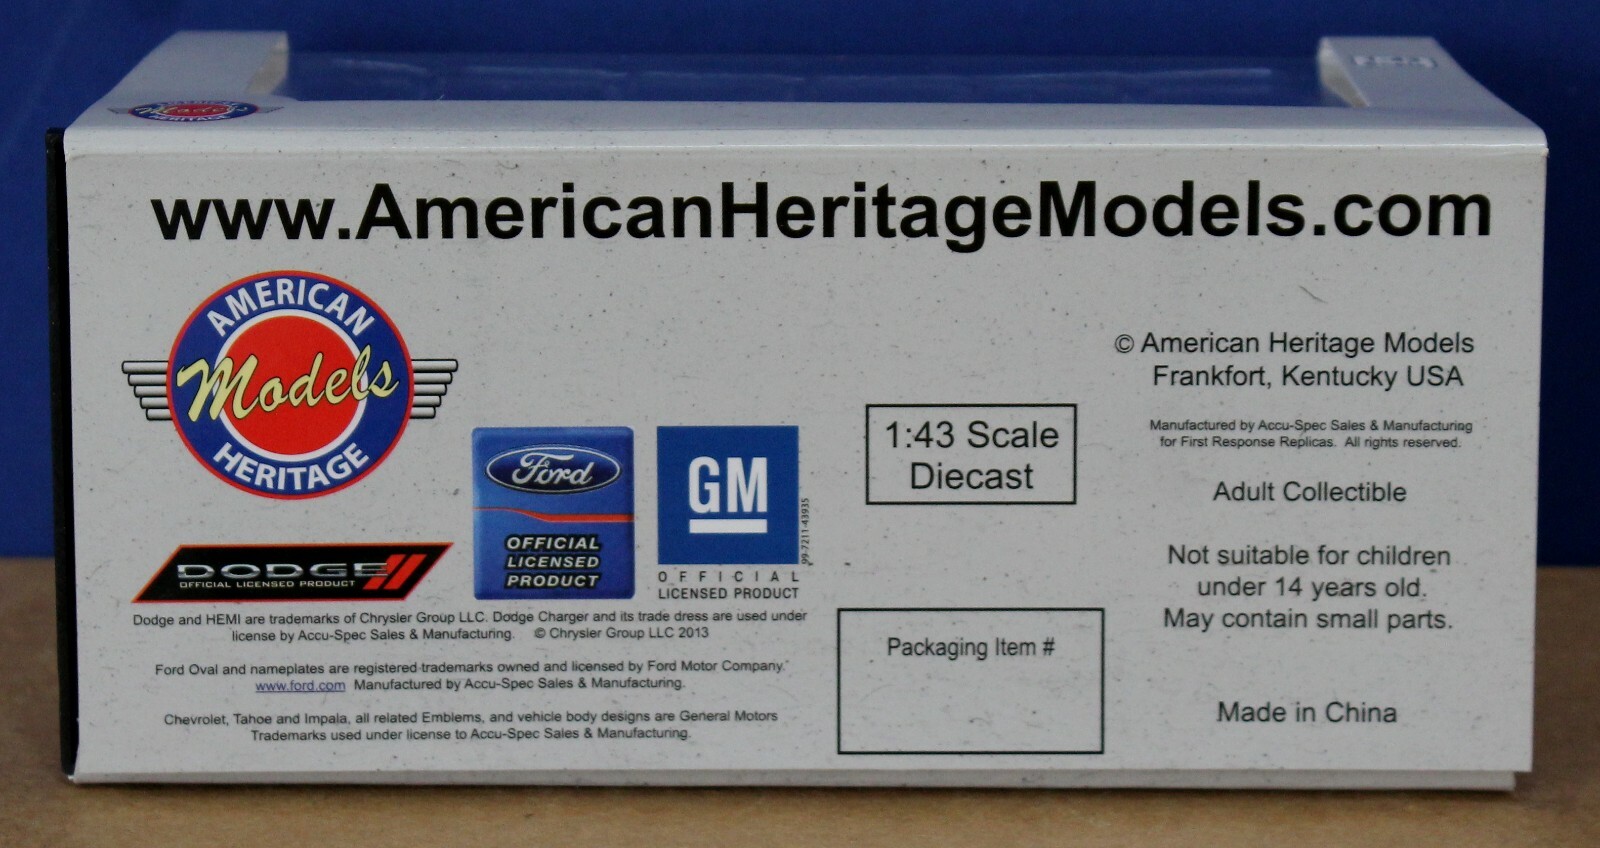 AMERICAN
Models
HERITAGE
www.AmericanHeritageModels.com
AMERICAN
Models
HERITAGE
DODGE
OFFICIAL LICENSED PRODUCT
Ford
OFFICIAL
LICENSED
PRODUCT
GM
99-7211-43935
OFFICIAL
LICENSED PRODUCT
Dodge and HEMI are trademarks of Chrysler Group LLC. Dodge Charger and its trade dress are used under
license by Accu-Spec Sales & Manufacturing. © Chrysler Group LLC 2013
Ford Oval and nameplates are registered trademarks owned and licensed by Ford Motor Company.
www.ford.com Manufactured by Accu-Spec Sales & Manufacturing.
Chevrolet, Tahoe and Impala, all related Emblems, and vehicle body designs are General Motors
Trademarks used under license to Accu-Spec Sales & Manufacturing.
1:43 Scale
Diecast
Packaging Item #
© American Heritage Models
Frankfort, Kentucky USA
Manufactured by Accu-Spec Sales & Manufacturing
for First Response Replicas. All rights reserved.
Adult Collectible
Not suitable for children
under 14 years old.
May contain small parts.
Made in China